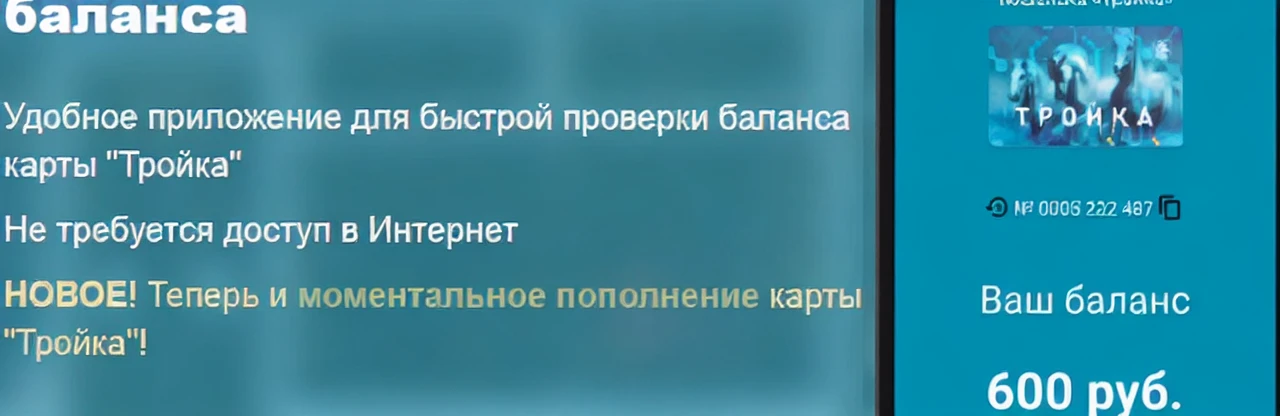 баланса
Удобное приложение для быстрой проверки баланса
карты "Тройка"
Не требуется доступ в Интернет
НОВОЕ! Теперь и моментальное пополнение карты
"Тройка"!
ТРОЙКА
№ 0006 222 487
Ваш баланс
600 руб.